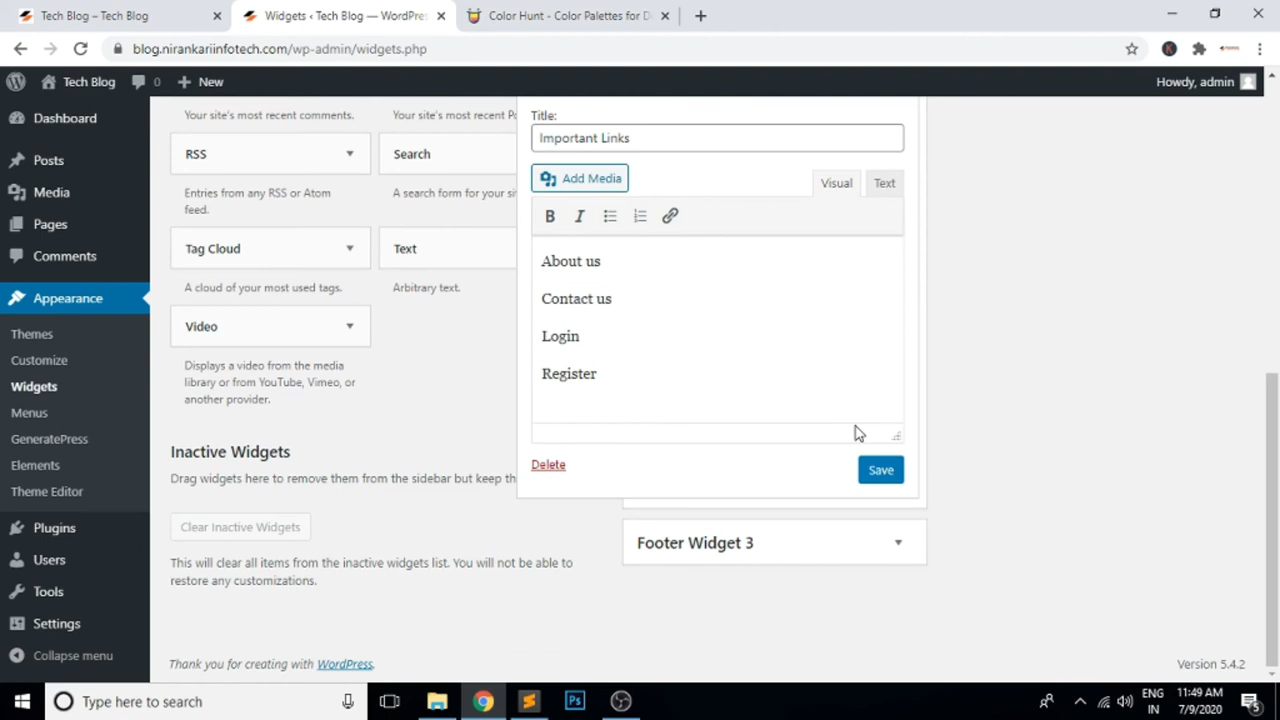 Tech Blog – Tech Blog
Widgets ‹ Tech Blog — WordPres
Color Hunt - Color Palettes for D
blog.nirankariinfotech.com/wp-admin/widgets.php
Tech Blog
0
New
Howdy, admin
Dashboard
Posts
Media
Pages
Comments
Appearance
Themes
Customize
Widgets
Menus
GeneratePress
Elements
Theme Editor
Plugins
Users
Tools
Settings
Collapse menu
Your site's most recent comments.
Your site's most recent P
RSS
Search
Entries from any RSS or Atom
feed.
A search form for your si
Tag Cloud
Text
A cloud of your most used tags.
Arbitrary text.
Video
Displays a video from the media
library or from YouTube, Vimeo, or
another provider.
Inactive Widgets
Drag widgets here to remove them from the sidebar but keep th
Clear Inactive Widgets
This will clear all items from the inactive widgets list. You will not be able to
restore any customizations.
Title:
Important Links
Add Media
Visual
Text
B I
About us
Contact us
Login
Register
Delete
Save
Footer Widget 3
Thank you for creating with WordPress.
Version 5.4.2
Type here to search
Ps
ENG
IN
11:49 AM
7/9/2020
5